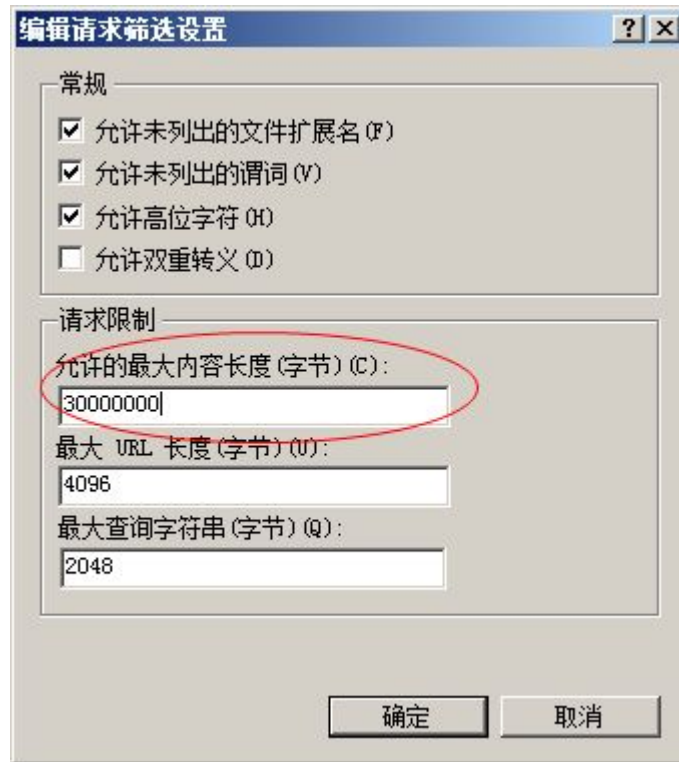 编辑请求筛选设置
常规
允许未列出的文件扩展名(F)
允许未列出的谓词(V)
允许高位字符(H)
允许双重转义(D)
请求限制
允许的最大内容长度(字节)(C):
30000000
最大 URL 长度(字节)(U):
4096
最大查询字符串(字节)(Q):
2048
确定 取消